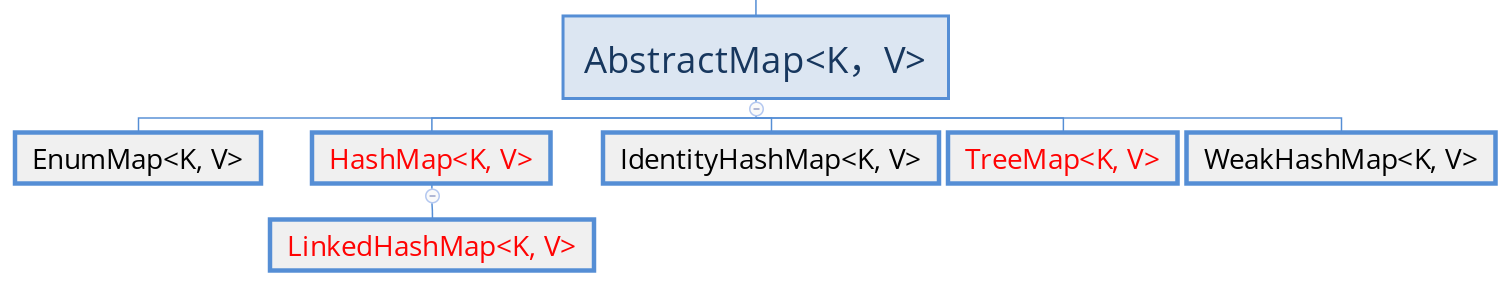 AbstractMap<K，V>
EnumMap<K, V>
HashMap<K, V>
IdentityHashMap<K, V>
TreeMap<K, V>
WeakHashMap<K, V>
LinkedHashMap<K, V>